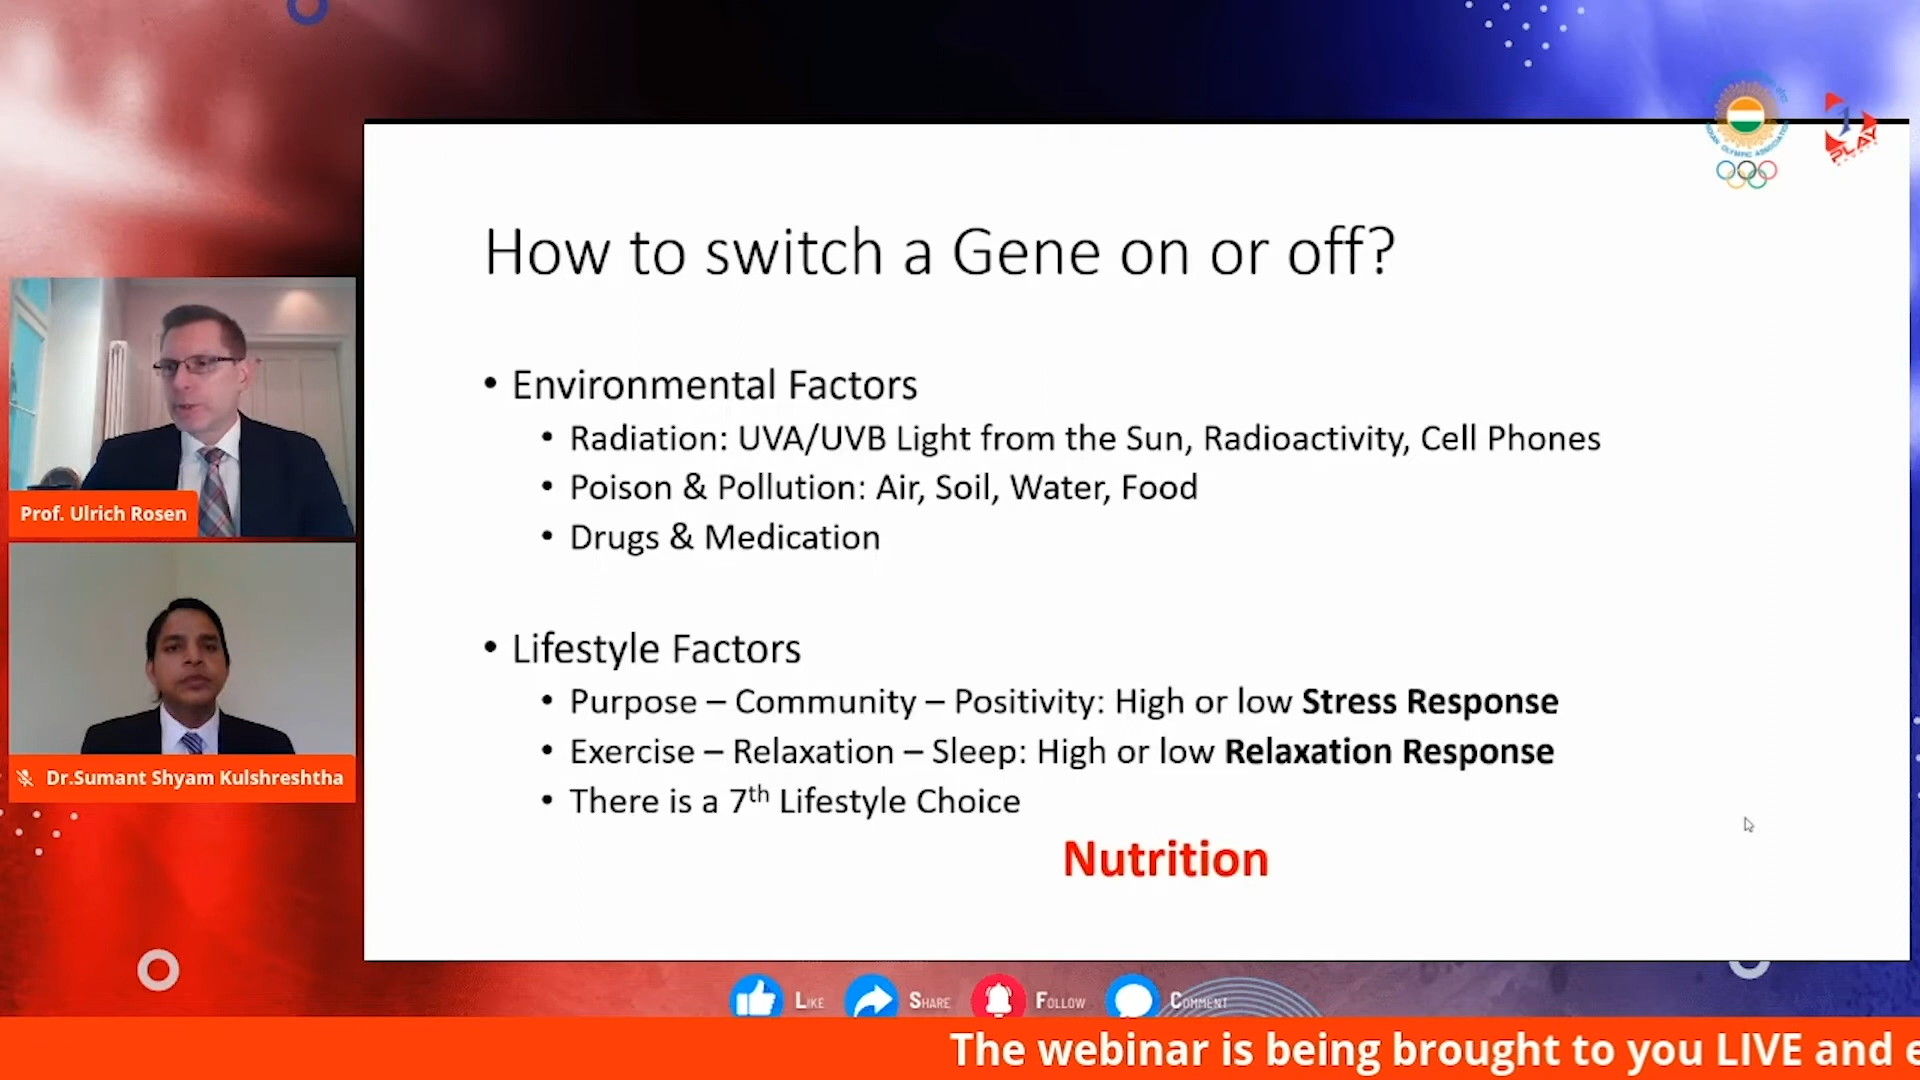 How to switch a Gene on or off?
• Environmental Factors
• Radiation: UVA/UVB Light from the Sun, Radioactivity, Cell Phones
• Poison & Pollution: Air, Soil, Water, Food
• Drugs & Medication
• Lifestyle Factors
• Purpose – Community – Positivity: High or low Stress Response
• Exercise – Relaxation – Sleep: High or low Relaxation Response
• There is a 7th Lifestyle Choice
Nutrition
Prof. Ulrich Rosen
Dr.Sumant Shyam Kulshreshtha
OLYMPIC ASSOCIATION
PLAY
LIKE SHARE FOLLOW COMMENT
The webinar is being brought to you LIVE and